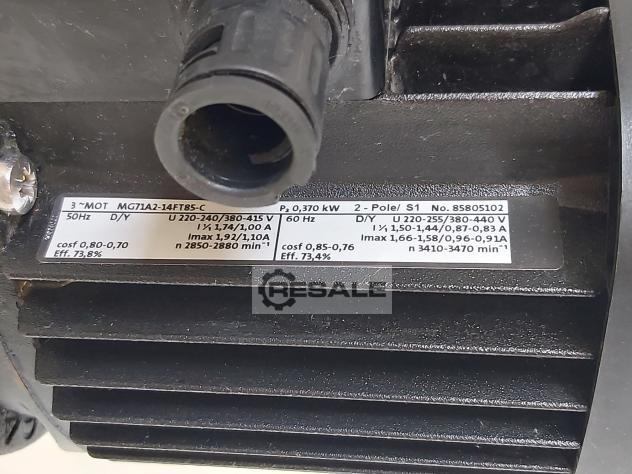 3 ~MOT MG71A2-14FT85-C P₂ 0,370 kW 2 - Pole/ S1 No. 85805102
50Hz D/Y U 220-240/380-415 V
I 1/1 1,74/1,00 A
Imax 1,92/1,10A
cosf 0,80-0,70 n 2850-2880 min⁻¹
Eff. 73,8%
60 Hz D/Y U 220-255/380-440 V
I 1/1 1,50-1,44/0,87-0,83 A
Imax 1,66-1,58/0,96-0,91A
cosf 0,85-0,76 n 3410-3470 min⁻¹
Eff. 73,4%
RESALE